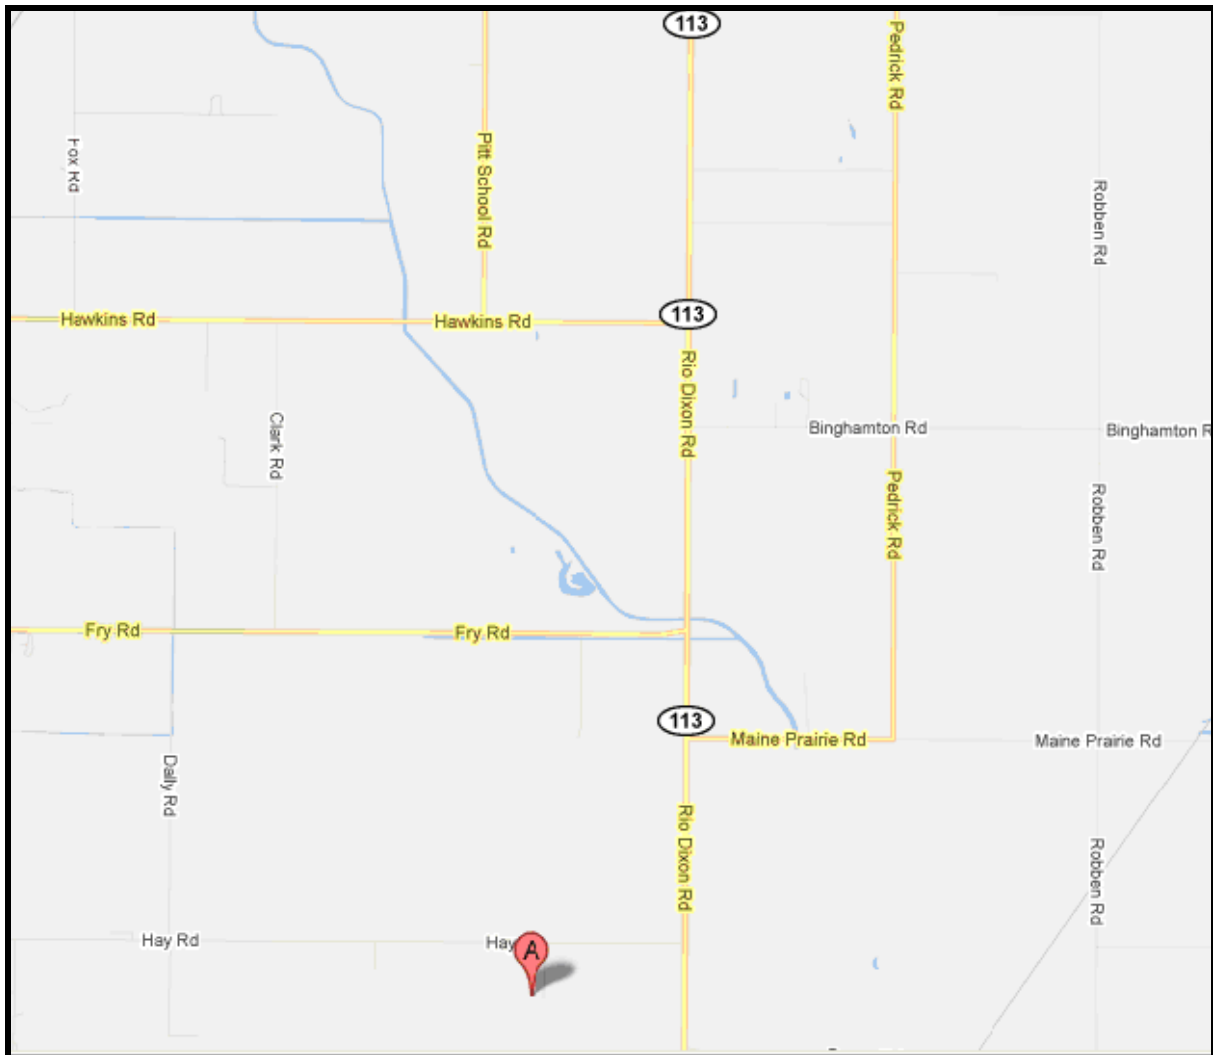 113
Pedrick Rd
Fox Rd
Pitt School Rd
Robben Rd
Hawkins Rd
Hawkins Rd
113
Rio Dixon Rd
Clark Rd
Binghamton Rd
Binghamton R
Pedrick Rd
Robben Rd
Fry Rd
Fry Rd
113
Maine Prairie Rd
Maine Prairie Rd
Dally Rd
Rio Dixon Rd
Robben Rd
Hay Rd
Hay
A